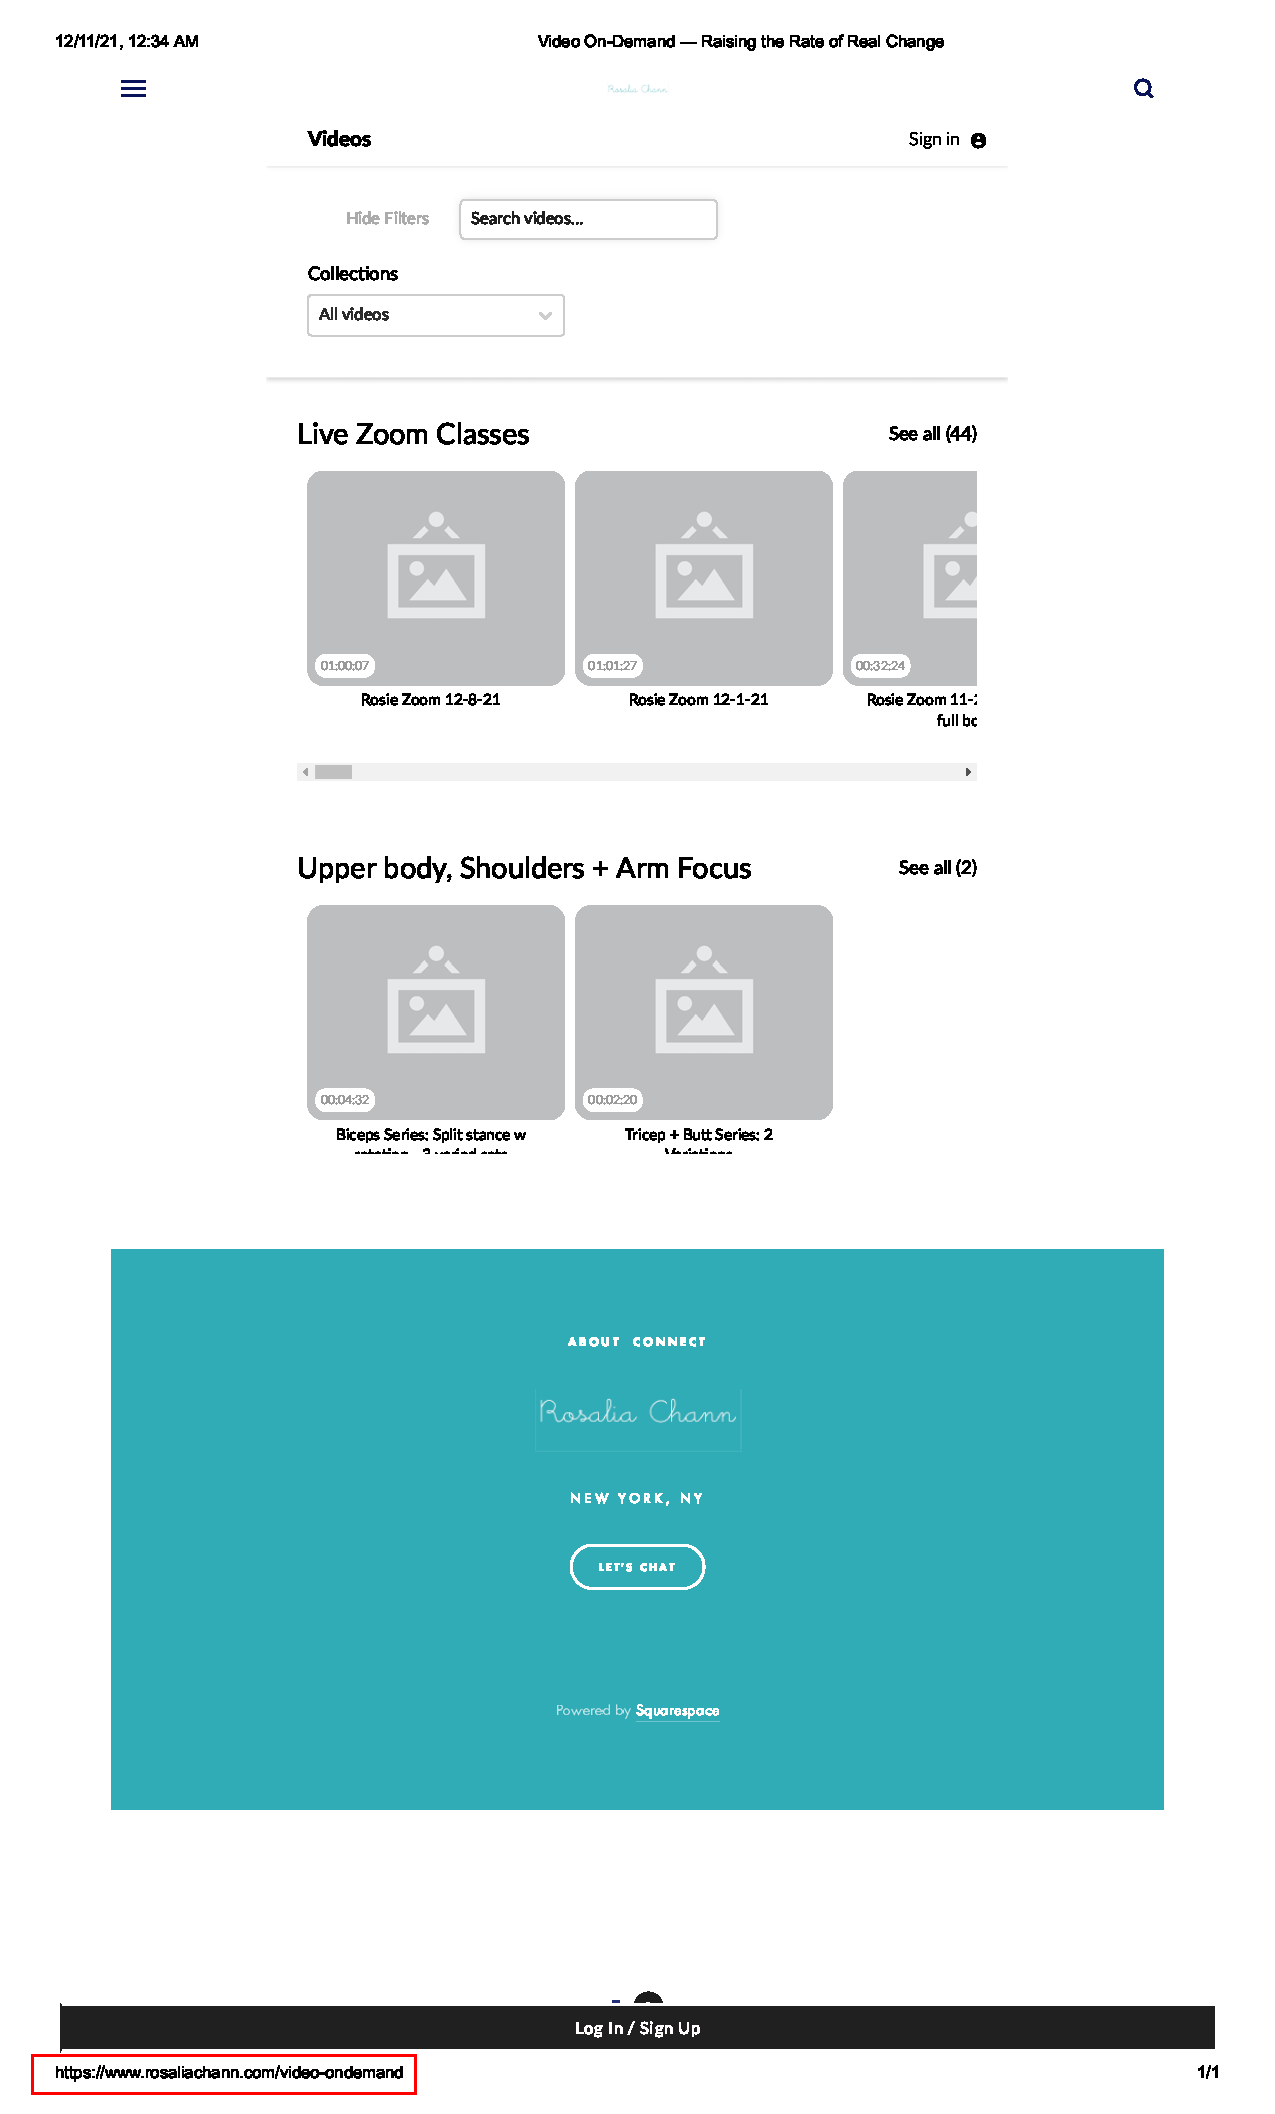 12/11/21, 12:34 AM
Video On-Demand — Raising the Rate of Real Change
Rosalia Chann
Videos
Sign in
Hide Filters
Search videos...
Collections
All videos
Live Zoom Classes
See all (44)
01:00:07
01:01:27
00:32:24
Rosie Zoom 12-8-21
Rosie Zoom 12-1-21
Rosie Zoom 11-
full
Upper body, Shoulders + Arm Focus
See all (2)
00:04:32
00:02:20
Biceps Series: Split stance w
Tricep + Butt Series: 2
Variations
ABOUT CONNECT
Rosalia Chann
NEW YORK, NY
LET'S CHAT
Powered by Squarespace
Log In / Sign Up
https://www.rosaliachann.com/video-ondemand
1/1